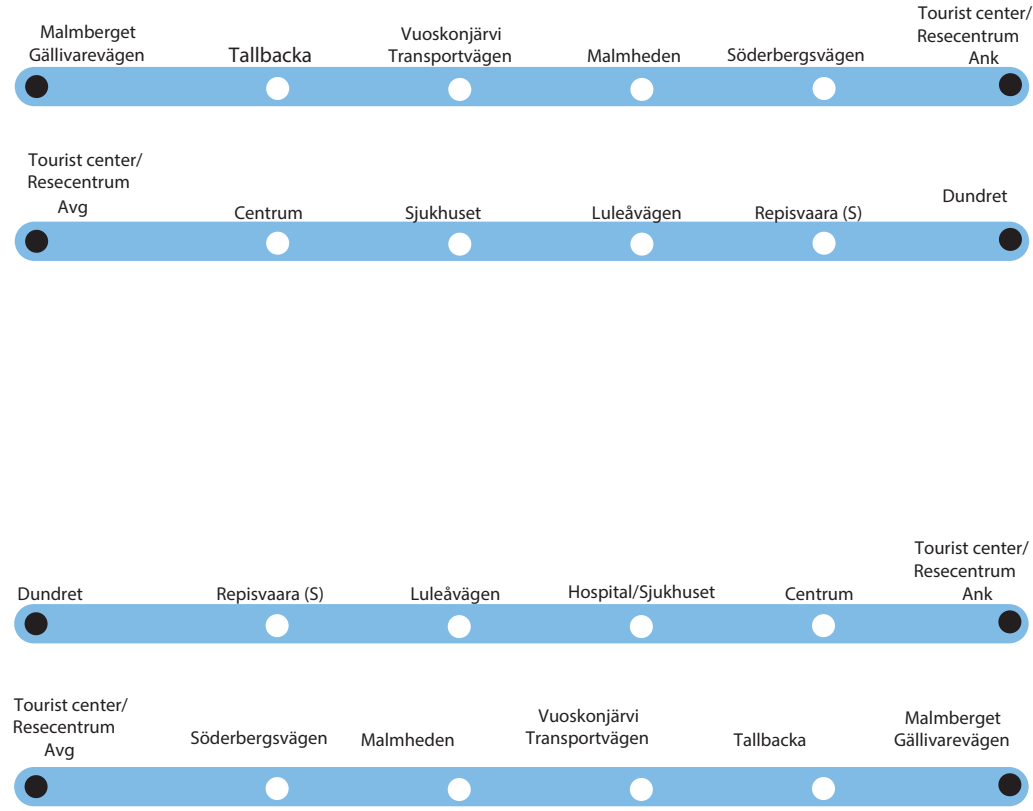 Malmberget
Gällivarevägen
Tallbacka
Vuoskonjärvi
Transportvägen
Malmheden
Söderbergsvägen
Tourist center/
Resecentrum
Ank
Tourist center/
Resecentrum
Avg
Centrum
Sjukhuset
Luleåvägen
Repisvaara (S)
Dundret
Dundret
Repisvaara (S)
Luleåvägen
Hospital/Sjukhuset
Centrum
Tourist center/
Resecentrum
Ank
Tourist center/
Resecentrum
Avg
Söderbergsvägen
Malmheden
Vuoskonjärvi
Transportvägen
Tallbacka
Malmberget
Gällivarevägen